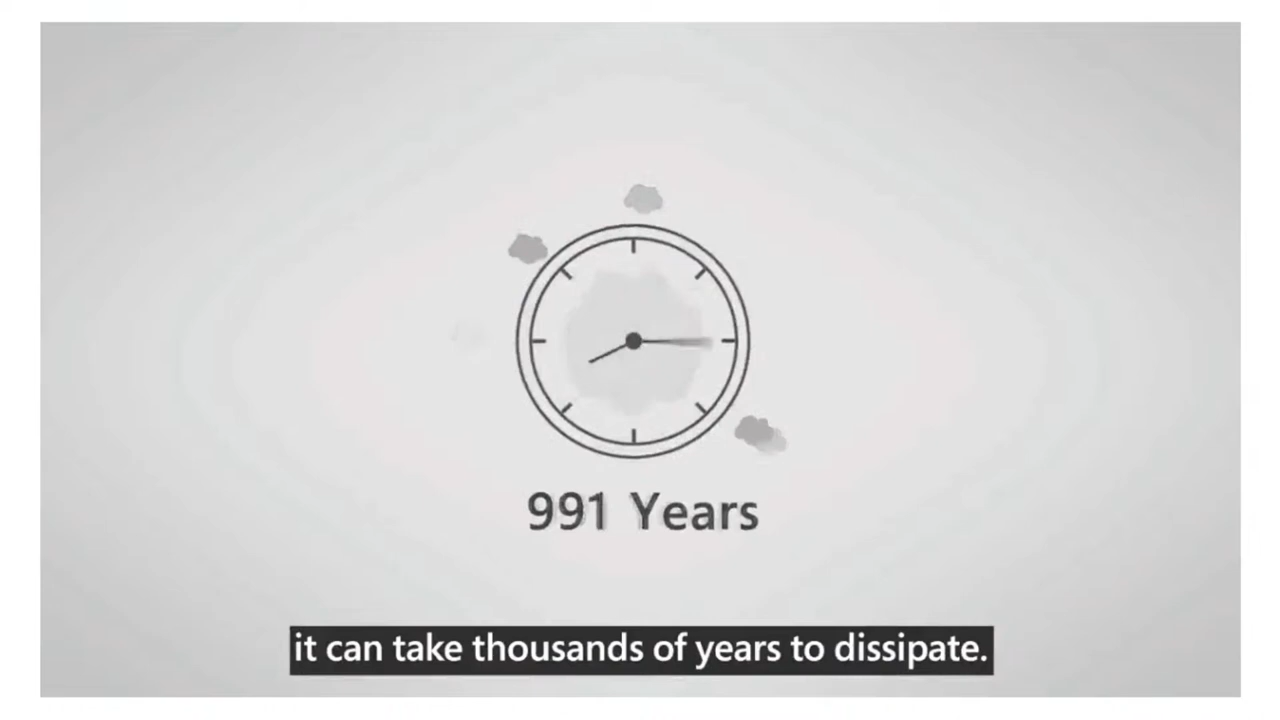 991 Years
it can take thousands of years to dissipate.